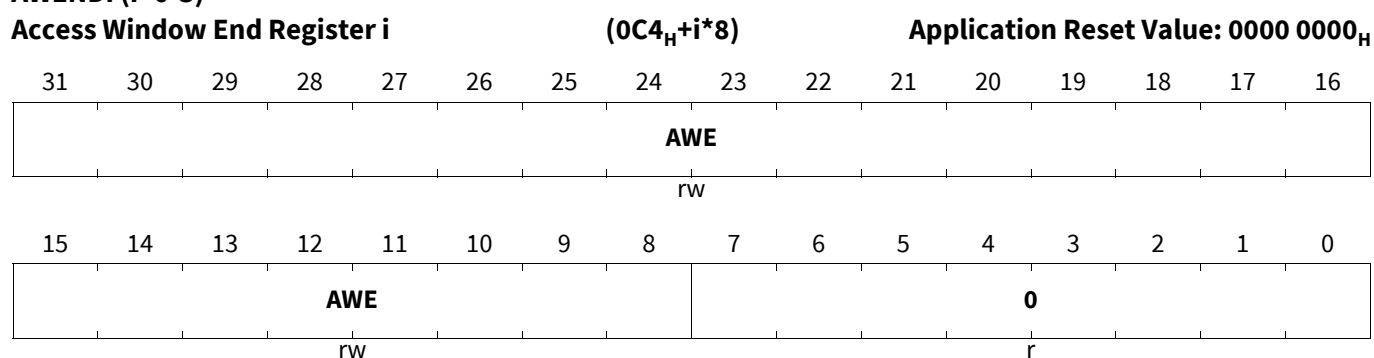 Access Window End Register i (0C4H+i*8) Application Reset Value: 0000 0000H
31 30 29 28 27 26 25 24 23 22 21 20 19 18 17 16
AWE
rw
15 14 13 12 11 10 9 8 7 6 5 4 3 2 1 0
AWE 0
rw r